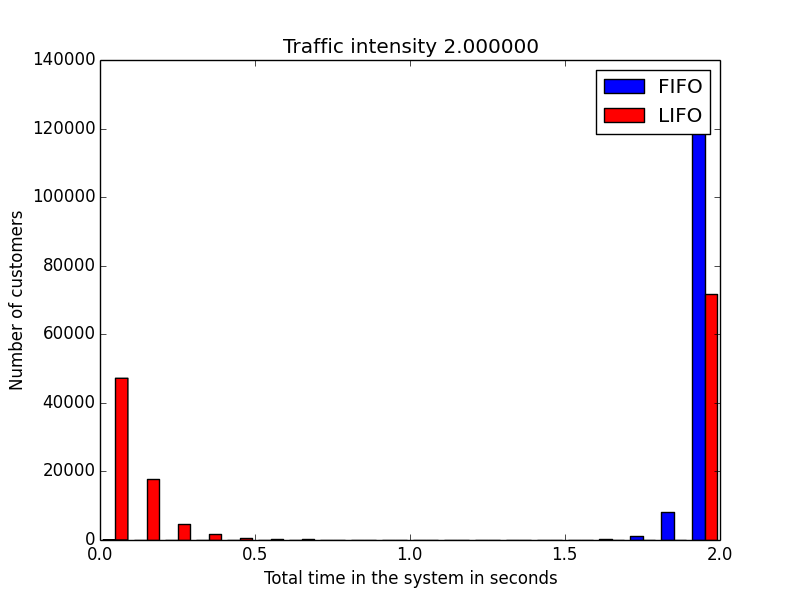 Traffic intensity 2.000000
FIFO
LIFO
140000
120000
100000
80000
60000
40000
20000
0
Number of customers
0.0 0.5 1.0 1.5 2.0
Total time in the system in seconds